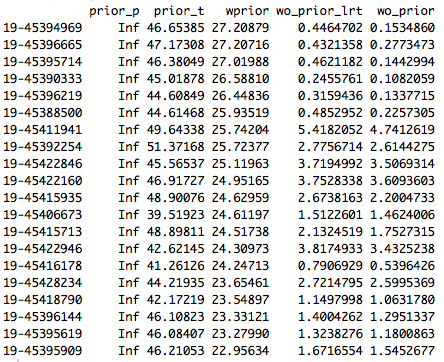 prior_p prior_t wprior wo_prior_lrt wo_prior
19-45394969 Inf 46.65385 27.20879 0.4464702 0.1534860
19-45396665 Inf 47.17308 27.20716 0.4321358 0.2773473
19-45395714 Inf 46.38049 27.01988 0.4621182 0.1442994
19-45390333 Inf 45.01878 26.58810 0.2455761 0.1082059
19-45396219 Inf 44.60849 26.44836 0.3159436 0.1337715
19-45388500 Inf 44.61468 25.93519 0.4852952 0.2257305
19-45411941 Inf 49.64338 25.74204 5.4182052 4.7412619
19-45392254 Inf 51.37168 25.72377 2.7756714 2.6144275
19-45422846 Inf 45.56537 25.11963 3.7194992 3.5069314
19-45422160 Inf 46.91727 24.95165 3.7528338 3.6093603
19-45415935 Inf 48.90076 24.62959 2.6738163 2.2004733
19-45406673 Inf 39.51923 24.61197 1.5122601 1.4624006
19-45415713 Inf 48.89811 24.51738 2.1324519 1.7527315
19-45422946 Inf 42.62145 24.30973 3.8174933 3.4325238
19-45416178 Inf 41.26126 24.24713 0.7906929 0.5396426
19-45428234 Inf 44.21935 23.65461 2.7214795 2.5995369
19-45418790 Inf 42.17219 23.54897 1.1497998 1.0631780
19-45396144 Inf 46.10823 23.33121 1.4004262 1.2951337
19-45395619 Inf 46.08407 23.27990 1.3238276 1.1800863
19-45395909 Inf 46.21053 22.95634 1.6716554 1.5452677